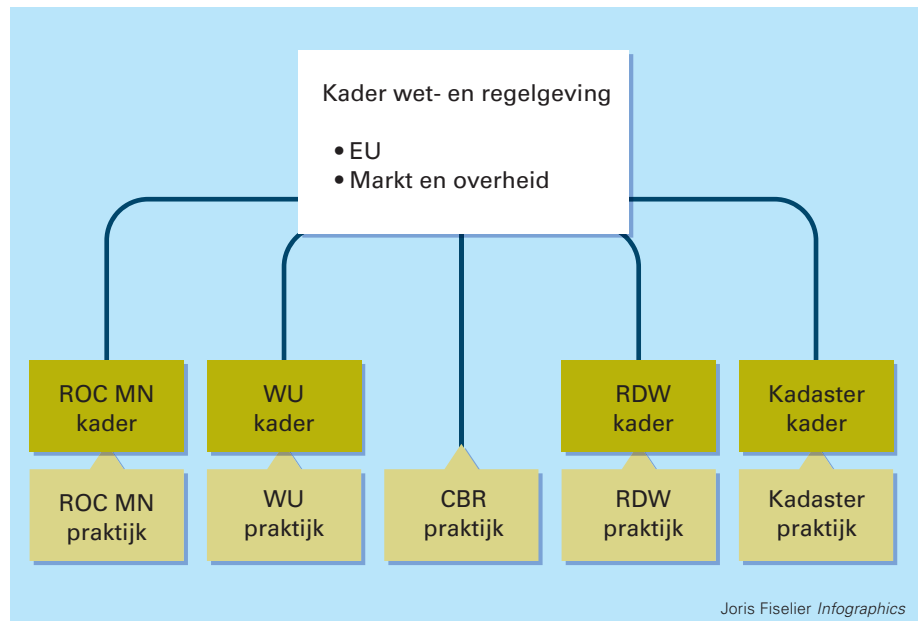 Kader wet- en regelgeving
• EU
• Markt en overheid
ROC MN
kader
WU
kader
RDW
kader
Kadaster
kader
ROC MN
praktijk
WU
praktijk
CBR
praktijk
RDW
praktijk
Kadaster
praktijk
Joris Fiselier Infographics